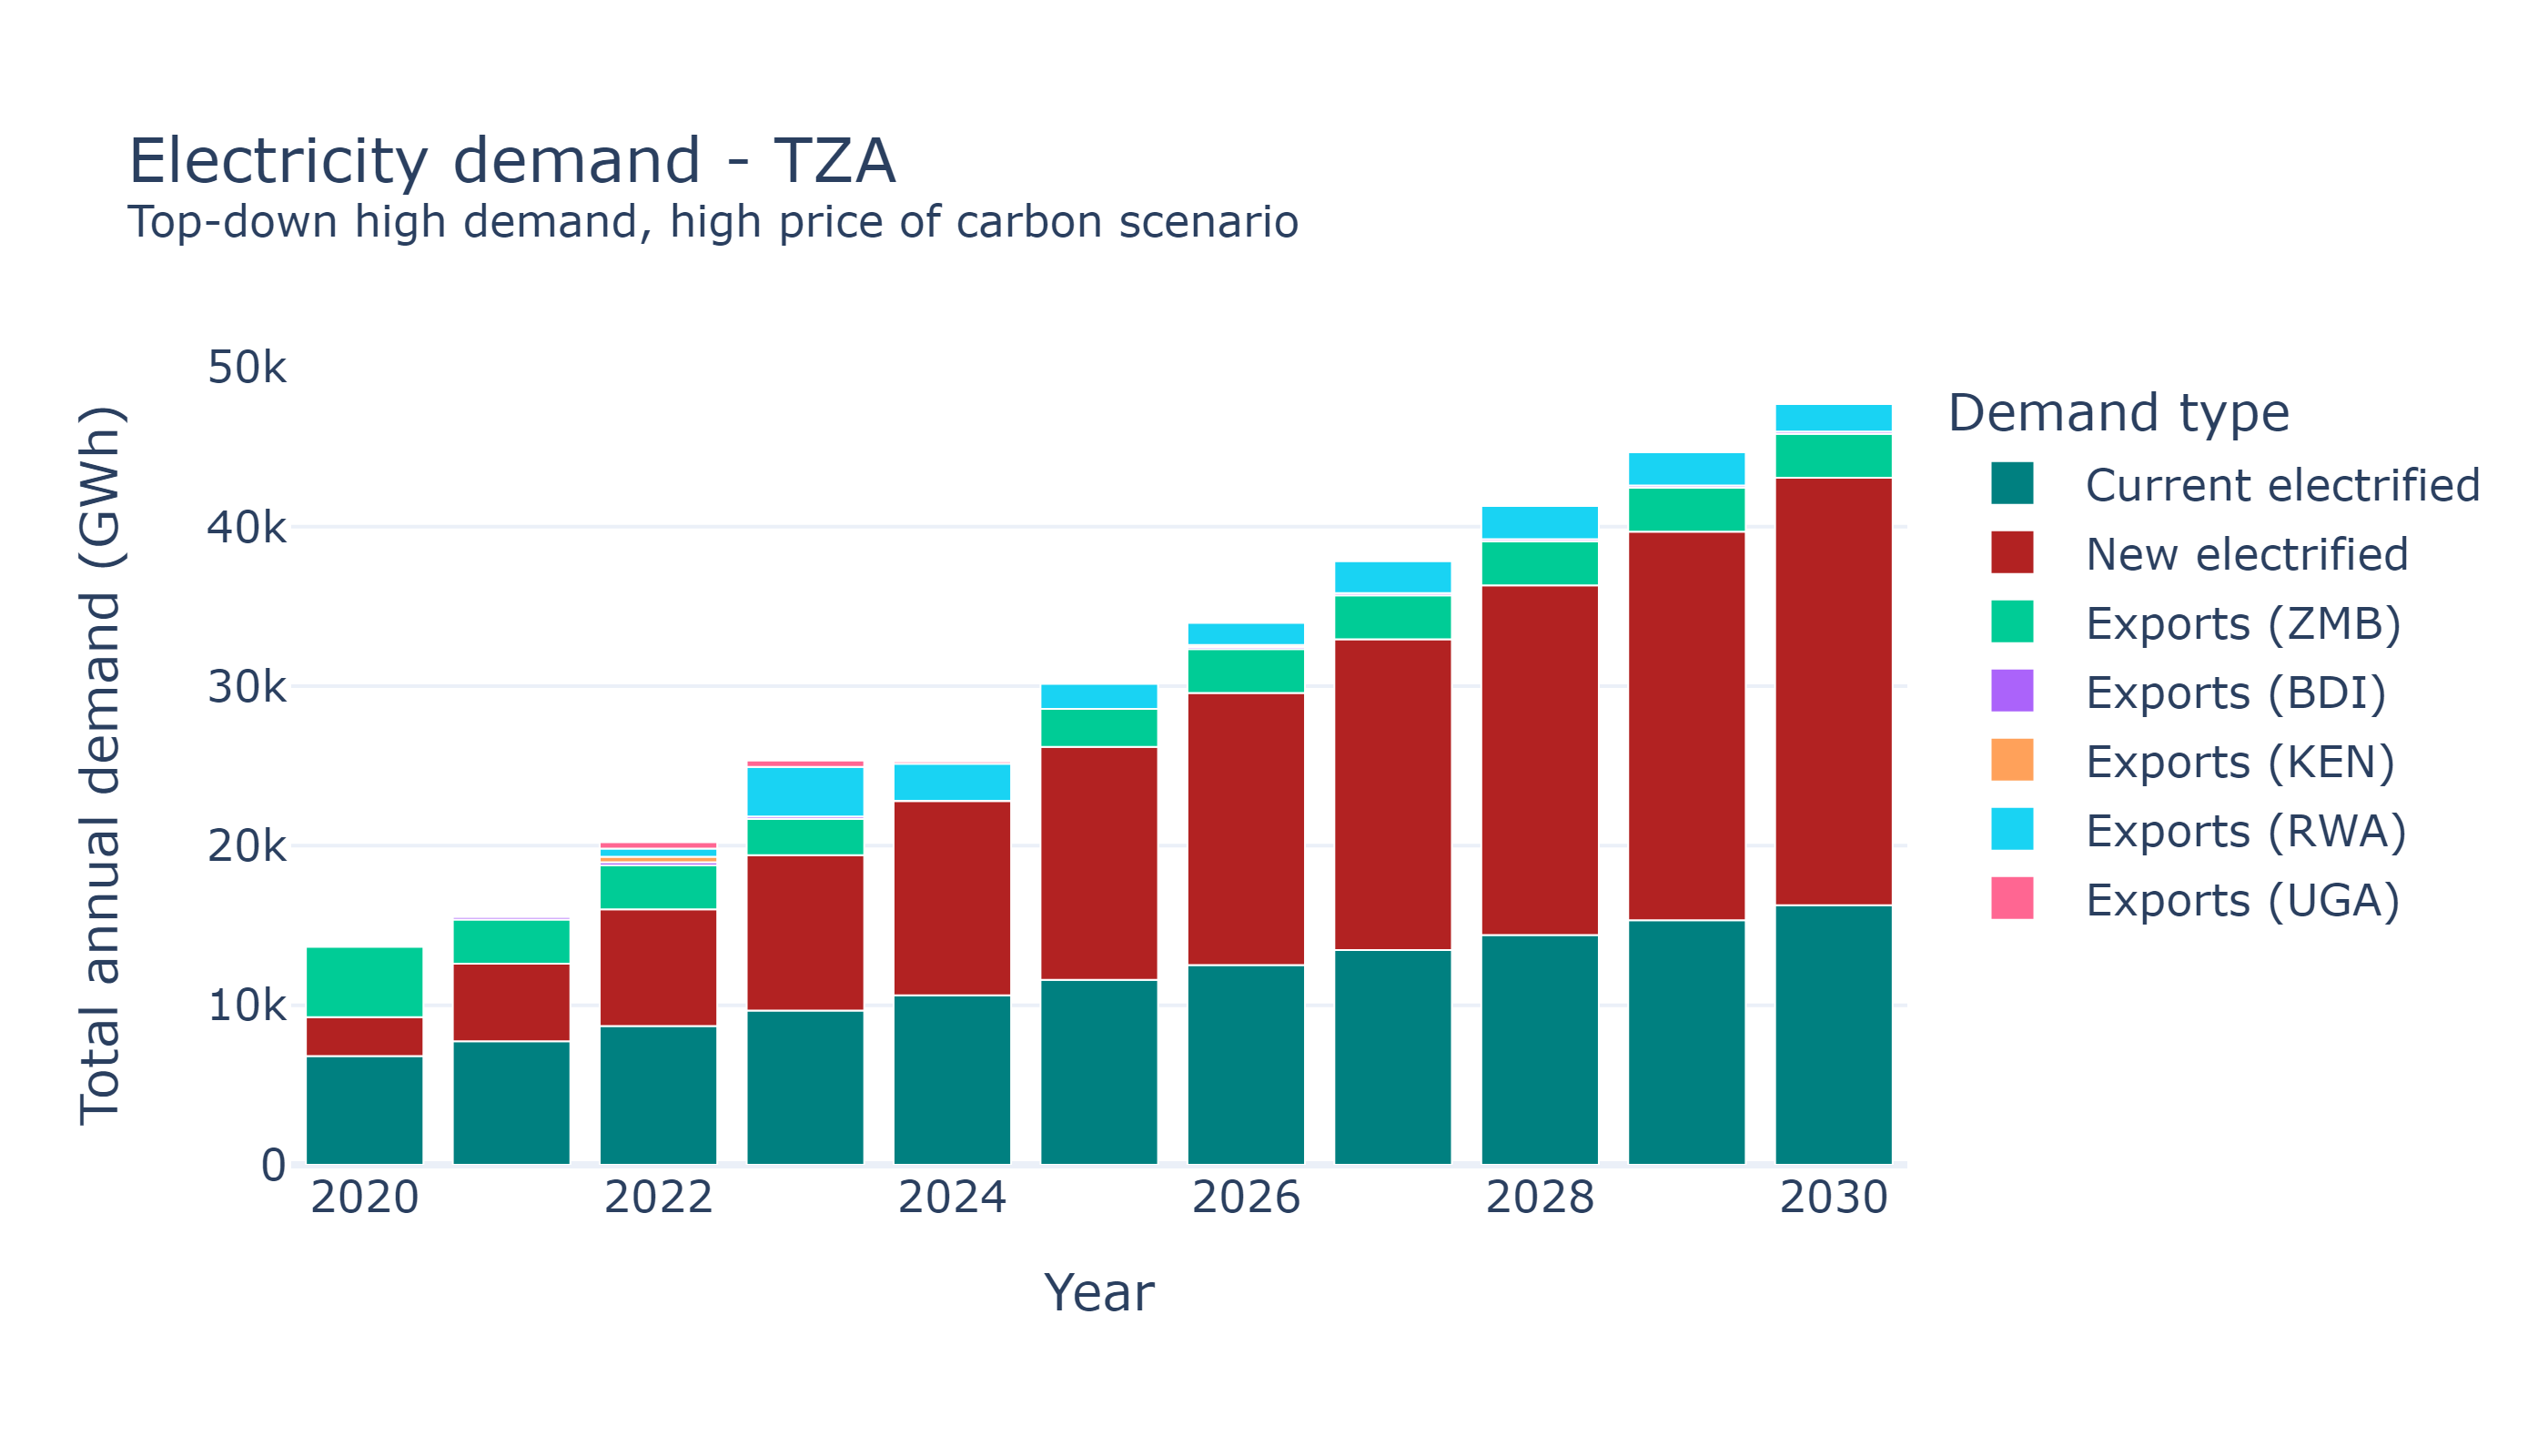 Electricity demand - TZA
Top-down high demand, high price of carbon scenario
Total annual demand (GWh)
50k
40k
30k
20k
10k
0
2020
2022
2024
2026
2028
2030
Year
Demand type
Current electrified
New electrified
Exports (ZMB)
Exports (BDI)
Exports (KEN)
Exports (RWA)
Exports (UGA)